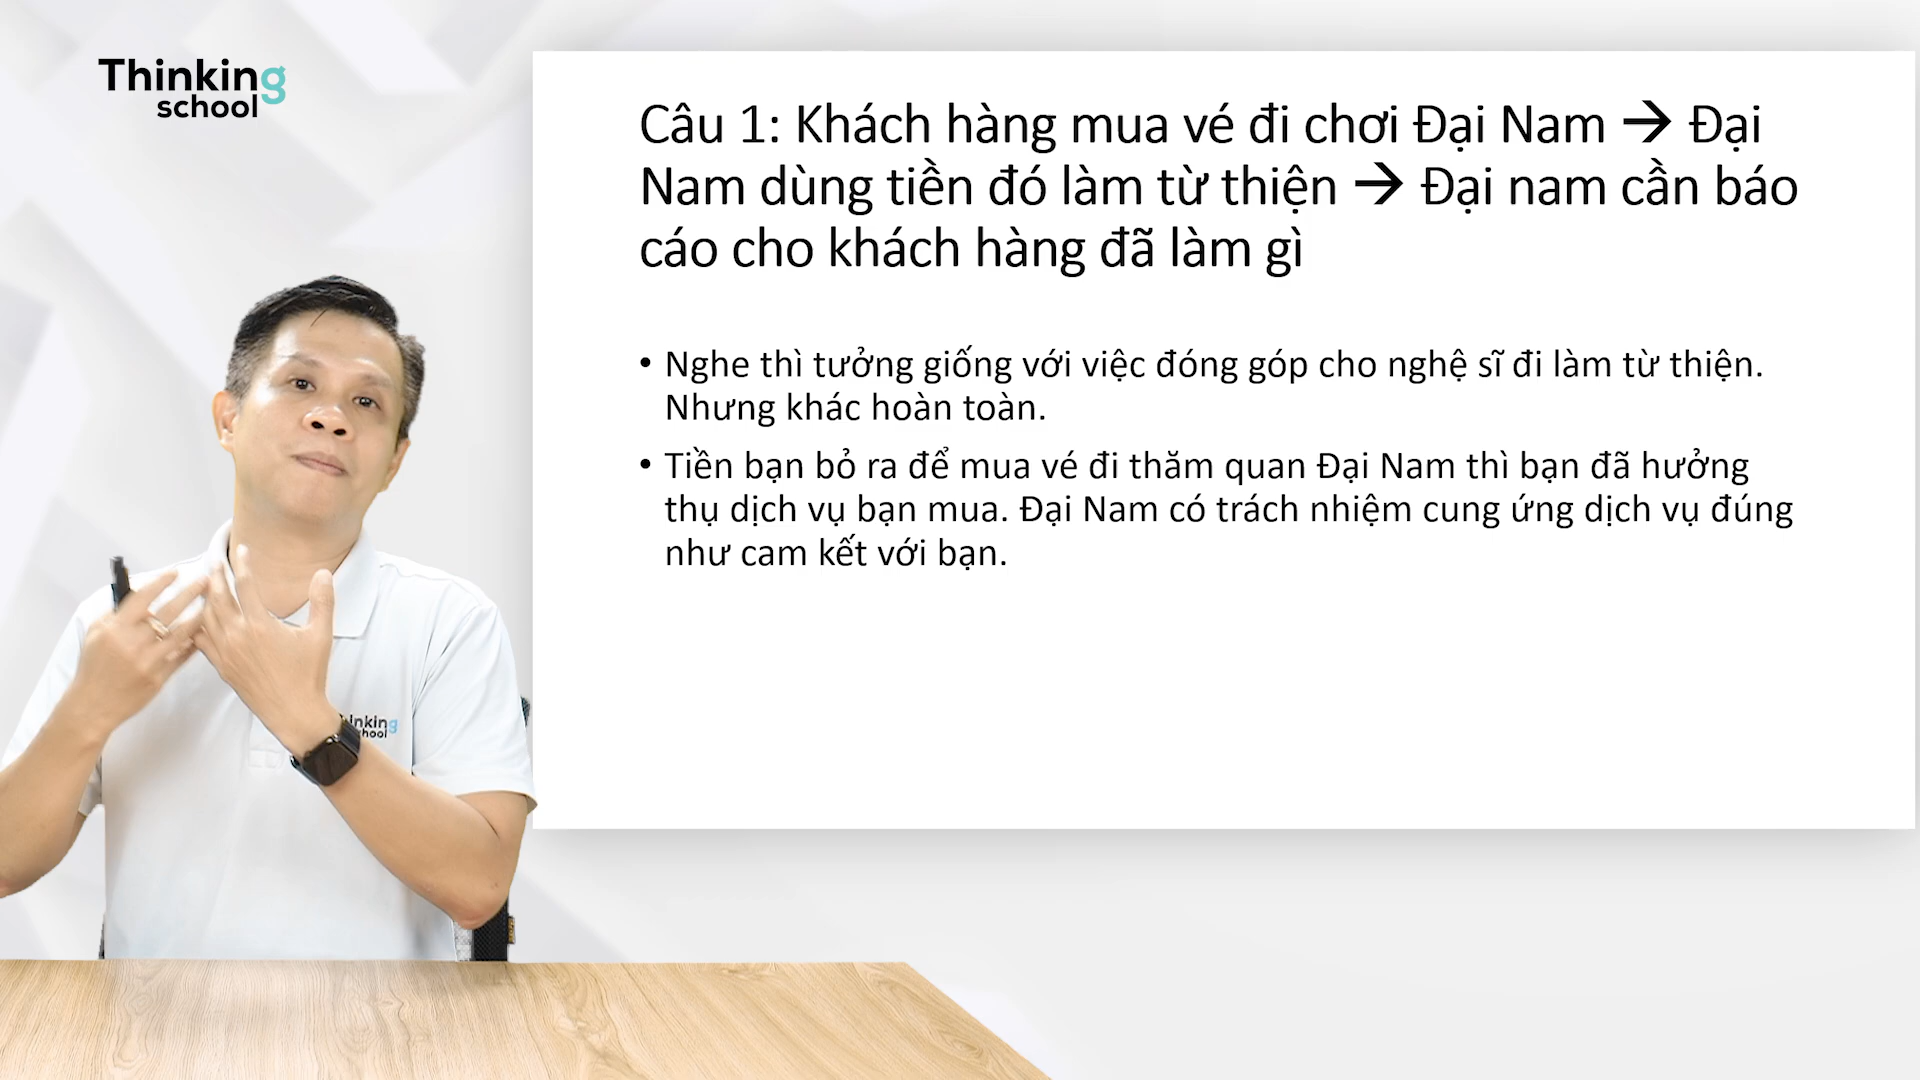 Thinking
school
Câu 1: Khách hàng mua vé đi chơi Đại Nam → Đại
Nam dùng tiền đó làm từ thiện → Đại nam cần báo
cáo cho khách hàng đã làm gì
• Nghe thì tưởng giống với việc đóng góp cho nghệ sĩ đi làm từ thiện.
Nhưng khác hoàn toàn.
• Tiền bạn bỏ ra để mua vé đi thăm quan Đại Nam thì bạn đã hưởng
thụ dịch vụ bạn mua. Đại Nam có trách nhiệm cung ứng dịch vụ đúng
như cam kết với bạn.